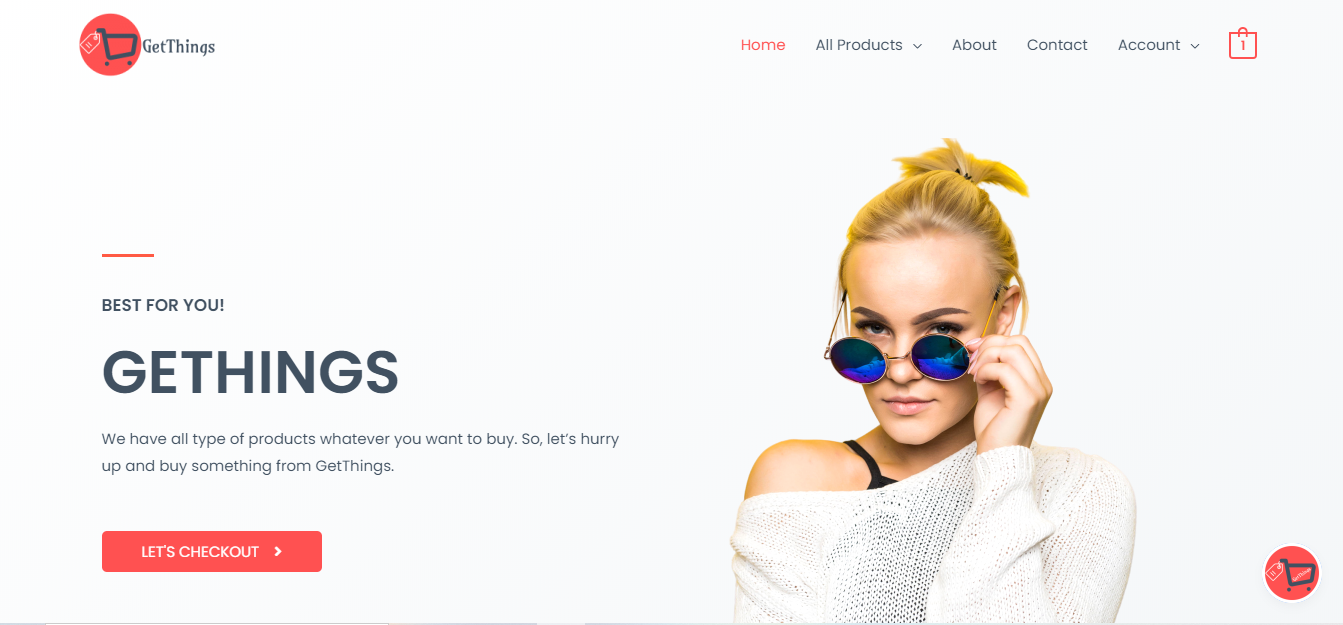 GetThings
Home
All Products
About
Contact
Account
1
BEST FOR YOU!
GETHINGS
We have all type of products whatever you want to buy. So, let’s hurry
up and buy something from GetThings.
LET'S CHECKOUT